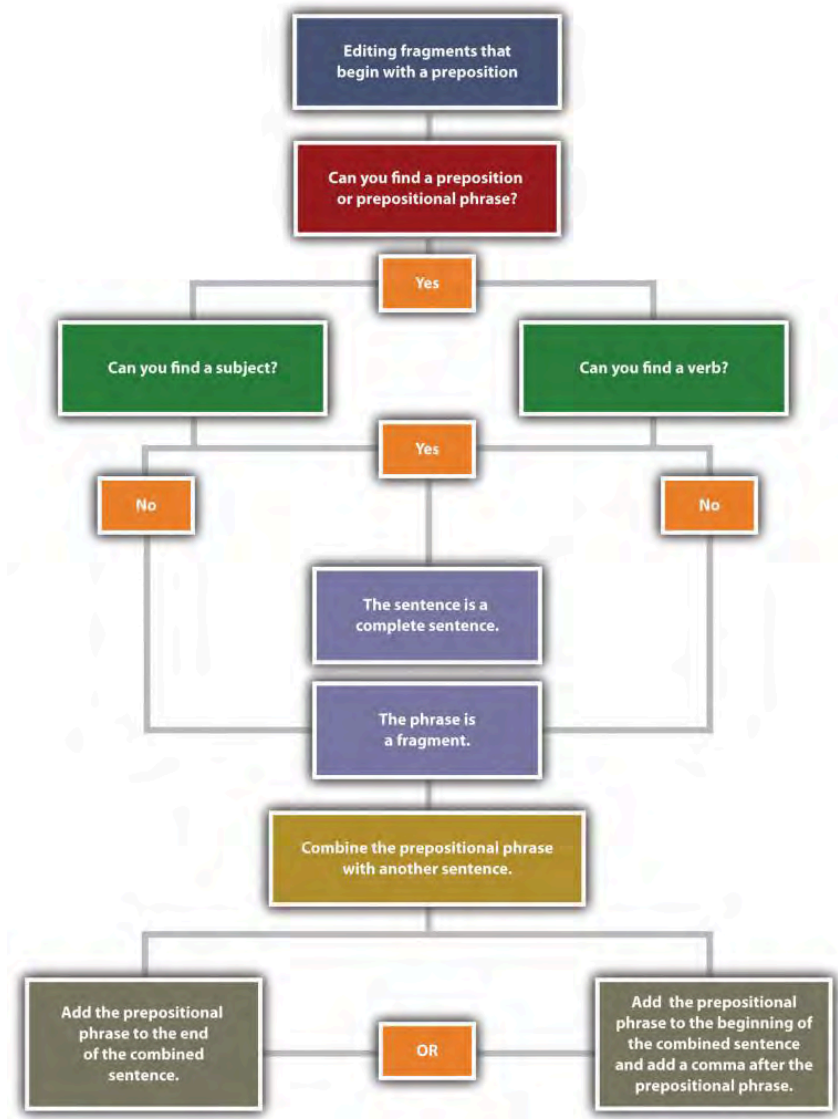 Editing fragments that
begin with a preposition
Can you find a preposition
or prepositional phrase?
Yes
Can you find a subject?
Can you find a verb?
Yes
No
No
The sentence is a
complete sentence.
The phrase is
a fragment.
Combine the prepositional phrase
with another sentence.
Add the prepositional
phrase to the end
of the combined
sentence.
OR
Add the prepositional
phrase to the beginning of
the combined sentence
and add a comma after the
prepositional phrase.